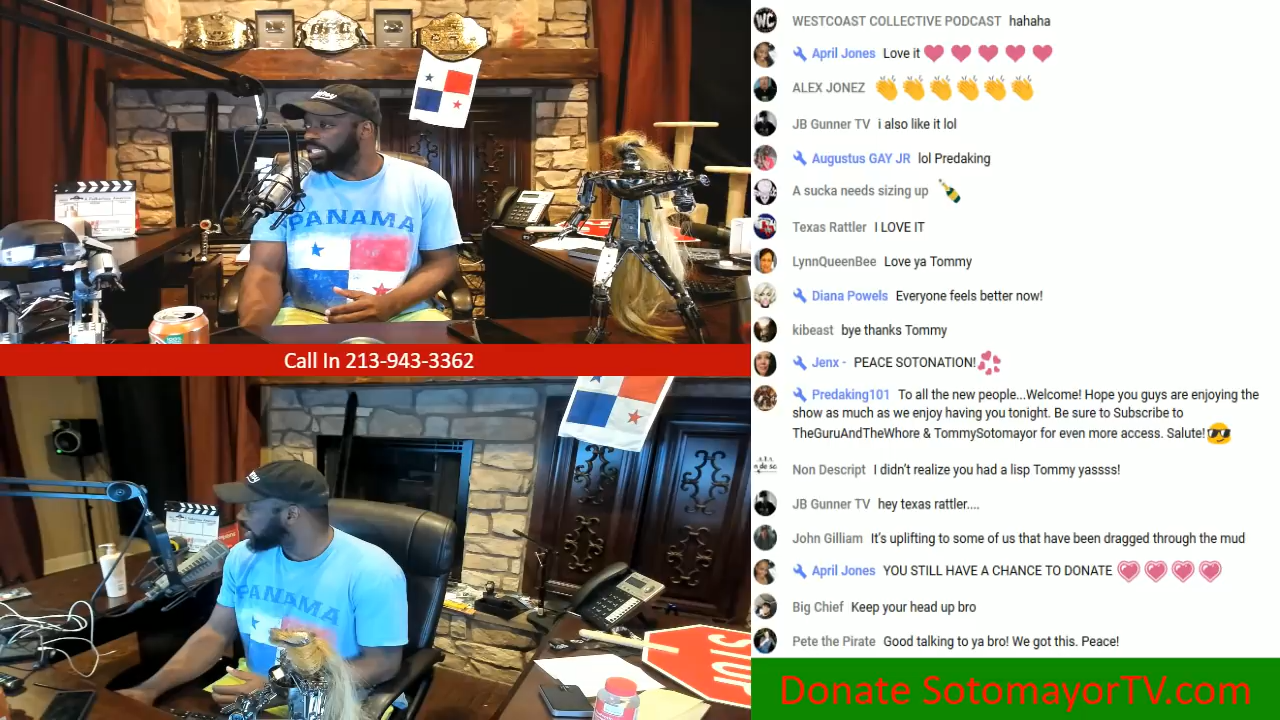 PANAMA
Call In 213-943-3362
PANAMA
STOP
WC WESTCOAST COLLECTIVE PODCAST hahaha
April Jones Love it
ALEX JONEZ
JB Gunner TV i also like it lol
Augustus GAY JR lol Predaking
A sucka needs sizing up
Texas Rattler I LOVE IT
LynnQueenBee Love ya Tommy
Diana Powels Everyone feels better now!
kibeast bye thanks Tommy
Jenx - PEACE SOTONATION!
Predaking101 To all the new people...Welcome! Hope you guys are enjoying the
show as much as we enjoy having you tonight. Be sure to Subscribe to
TheGuruAndTheWhore & TommySotomayor for even more access. Salute!
Non Descript I didn't realize you had a lisp Tommy yassss!
JB Gunner TV hey texas rattler....
John Gilliam It's uplifting to some of us that have been dragged through the mud
April Jones YOU STILL HAVE A CHANCE TO DONATE
Big Chief Keep your head up bro
Pete the Pirate Good talking to ya bro! We got this. Peace!
Donate SotomayorTV.com